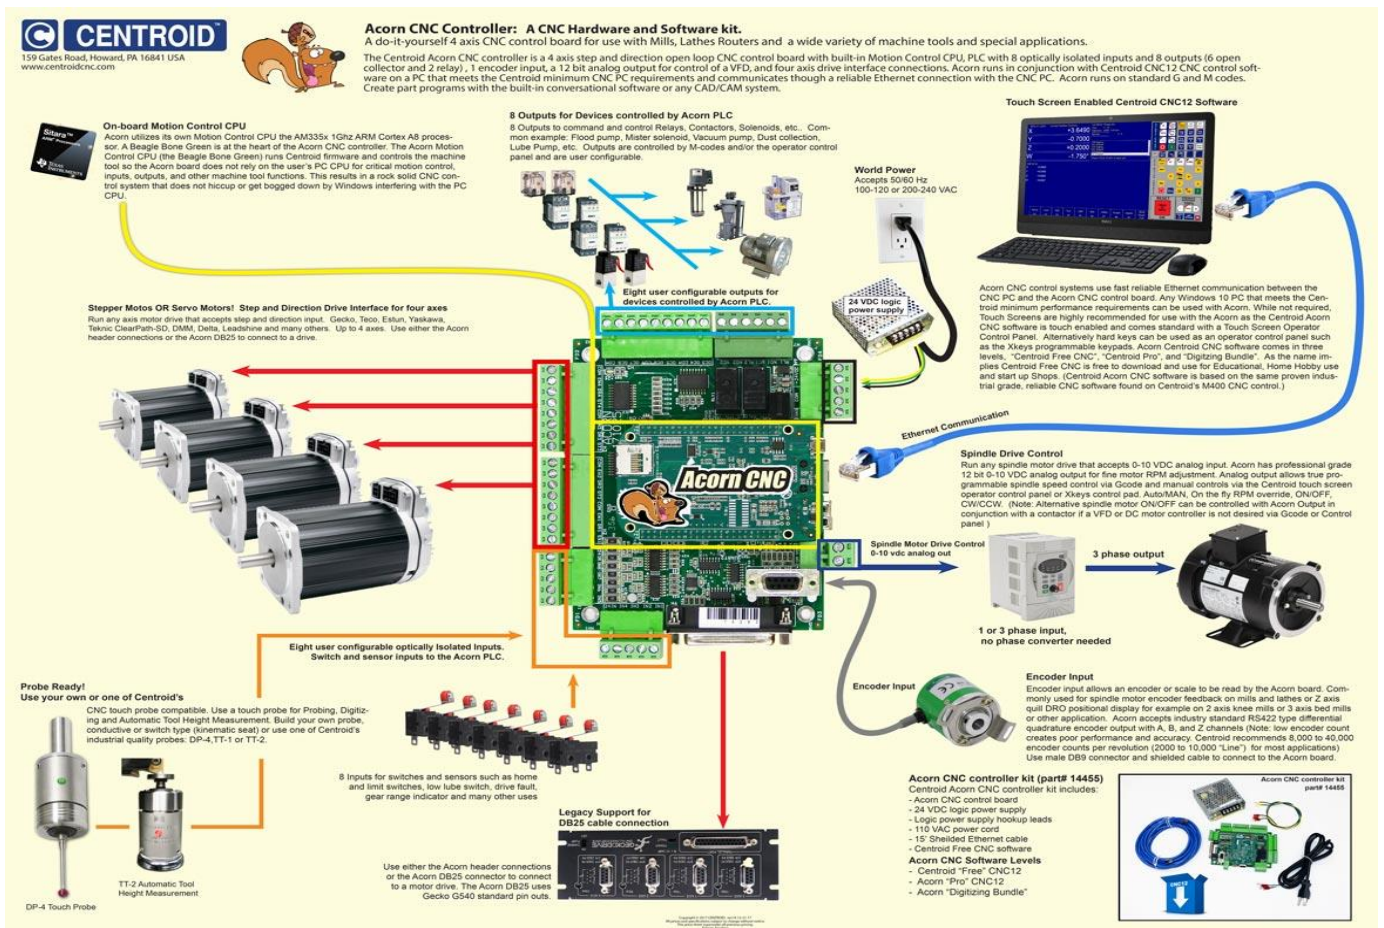 CENTROID
159 Gates Road, Howard, PA 16841 USA
www.centroidcnc.com
Acorn CNC Controller: A CNC Hardware and Software kit.
A do-it-yourself 4 axis CNC control board for use with Mills, Lathes Routers and a wide variety of machine tools and special applications.
The Centroid Acorn CNC controller is a 4 axis step and direction open loop CNC control board with built-in Motion Control CPU, PLC with 8 optically isolated inputs and 8 outputs (6 open
collector and 2 relay) , 1 encoder input, a 12 bit analog output for control of a VFD, and four axis drive interface connections. Acorn runs in conjunction with Centroid CNC12 CNC control soft-
ware on a PC that meets the Centroid minimum CNC PC requirements and communicates though a reliable Ethernet connection with the CNC PC. Acorn runs on standard G and M codes.
Create part programs with the built-in conversational software or any CAD/CAM system.
Sitara™
TEXAS INSTRUMENTS
On-board Motion Control CPU
Acorn utilizes its own Motion Control CPU the AM335x 1Ghz ARM Cortex A8 proces-
sor. A Beagle Bone Green is at the heart of the Acorn CNC controller. The Acorn Motion
Control CPU (the Beagle Bone Green) runs Centroid firmware and controls the machine
tool so the Acorn board does not rely on the user's PC CPU for critical motion control,
inputs, outputs, and other machine tool functions. This results in a rock solid CNC con-
trol system that does not hiccup or get bogged down by Windows interfering with the PC
CPU.
8 Outputs for Devices controlled by Acorn PLC
8 Outputs to command and control Relays, Contactors, Solenoids, etc.. Com-
mon example: Flood pump, Mister solenoid, Vacuum pump, Dust collection,
Lube Pump, etc. Outputs are controlled by M-codes and/or the operator control
panel and are user configurable.
Eight user configurable outputs for
devices controlled by Acorn PLC.
World Power
Accepts 50/60 Hz
100-120 or 200-240 VAC
24 VDC logic
power supply
Touch Screen Enabled Centroid CNC12 Software
X +3.6490
Y -0.7000
Z +0.2000
W -1.750°
Acorn CNC control systems use fast reliable Ethernet communication between the
CNC PC and the Acorn CNC control board. Any Windows 10 PC that meets the Cen-
troid minimum performance requirements can be used with Acorn. While not required,
Touch Screens are highly recommended for use with the Acorn as the Centroid Acorn
CNC software is touch enabled and comes standard with a Touch Screen Operator
Control Panel. Alternatively hard keys can be used as an operator control panel such
as the Xkeys programmable keypads. Acorn Centroid CNC software comes in three
levels, "Centroid Free CNC", "Centroid Pro", and "Digitzing Bundle". As the name im-
plies Centroid Free CNC is free to download and use for Educational, Home Hobby use
and start up Shops. (Centroid Acorn CNC software is based on the same proven indus-
trial grade, reliable CNC software found on Centroid's M400 CNC control.)
Ethernet Communication
Stepper Motos OR Servo Motors! Step and Direction Drive Interface for four axes
Run any axis motor drive that accepts step and direction input. Gecko, Teco, Estun, Yaskawa,
Teknic ClearPath-SD, DMM, Delta, Leadshine and many others. Up to 4 axes. Use either the Acorn
header connections or the Acorn DB25 to connect to a drive.
Acorn CNC
Spindle Drive Control
Run any spindle motor drive that accepts 0-10 VDC analog input. Acorn has professional grade
12 bit 0-10 VDC analog output for fine motor RPM adjustment. Analog output allows true pro-
grammable spindle speed control via Gcode and manual controls via the Centroid touch screen
operator control panel or Xkeys control pad. Auto/MAN, On the fly RPM override, ON/OFF,
CW/CCW. (Note: Alternative spindle motor ON/OFF can be controlled with Acorn Output in
conjunction with a contactor if a VFD or DC motor controller is not desired via Gcode or Control
panel )
Spindle Motor Drive Control
0-10 vdc analog out
3 phase output
1 or 3 phase input,
no phase converter needed
Eight user configurable optically Isolated Inputs.
Switch and sensor inputs to the Acorn PLC.
Encoder Input
Encoder Input
Encoder input allows an encoder or scale to be read by the Acorn board. Com-
monly used for spindle motor encoder feedback on mills and lathes or Z axis
quill DRO positional display for example on 2 axis knee mills or 3 axis bed mills
or other application. Acorn accepts industry standard RS422 type differential
quadrature encoder output with A, B, and Z channels (Note: low encoder count
creates poor performance and accuracy. Centroid recommends 8,000 to 40,000
encoder counts per revolution (2000 to 10,000 "Line") for most applications)
Use male DB9 connector and shielded cable to connect to the Acorn board.
Probe Ready!
Use your own or one of Centroid's
CNC touch probe compatible. Use a touch probe for Probing, Digitiz-
ing and Automatic Tool Height Measurement. Build your own probe,
conductive or switch type (kinematic seat) or use one of Centroid's
industrial quality probes: DP-4,TT-1 or TT-2.
TT-2 Automatic Tool
Height Measurement
DP-4 Touch Probe
8 Inputs for switches and sensors such as home
and limit switches, low lube switch, drive fault,
gear range indicator and many other uses
Legacy Support for
DB25 cable connection
Use either the Acorn header connections
or the Acorn DB25 connector to connect
to a motor drive. The Acorn DB25 uses
Gecko G540 standard pin outs.
GECKODRIVE
Acorn CNC controller kit (part# 14455)
Centroid Acorn CNC controller kit includes:
- Acorn CNC control board
- 24 VDC logic power supply
- Logic power supply hookup leads
- 110 VAC power cord
- 15' Sheilded Ethernet cable
- Centroid Free CNC software
Acorn CNC Software Levels
- Centroid "Free" CNC12
- Acorn "Pro" CNC12
- Acorn "Digitizing Bundle"
Acorn CNC controller kit
part# 14455
CNC12